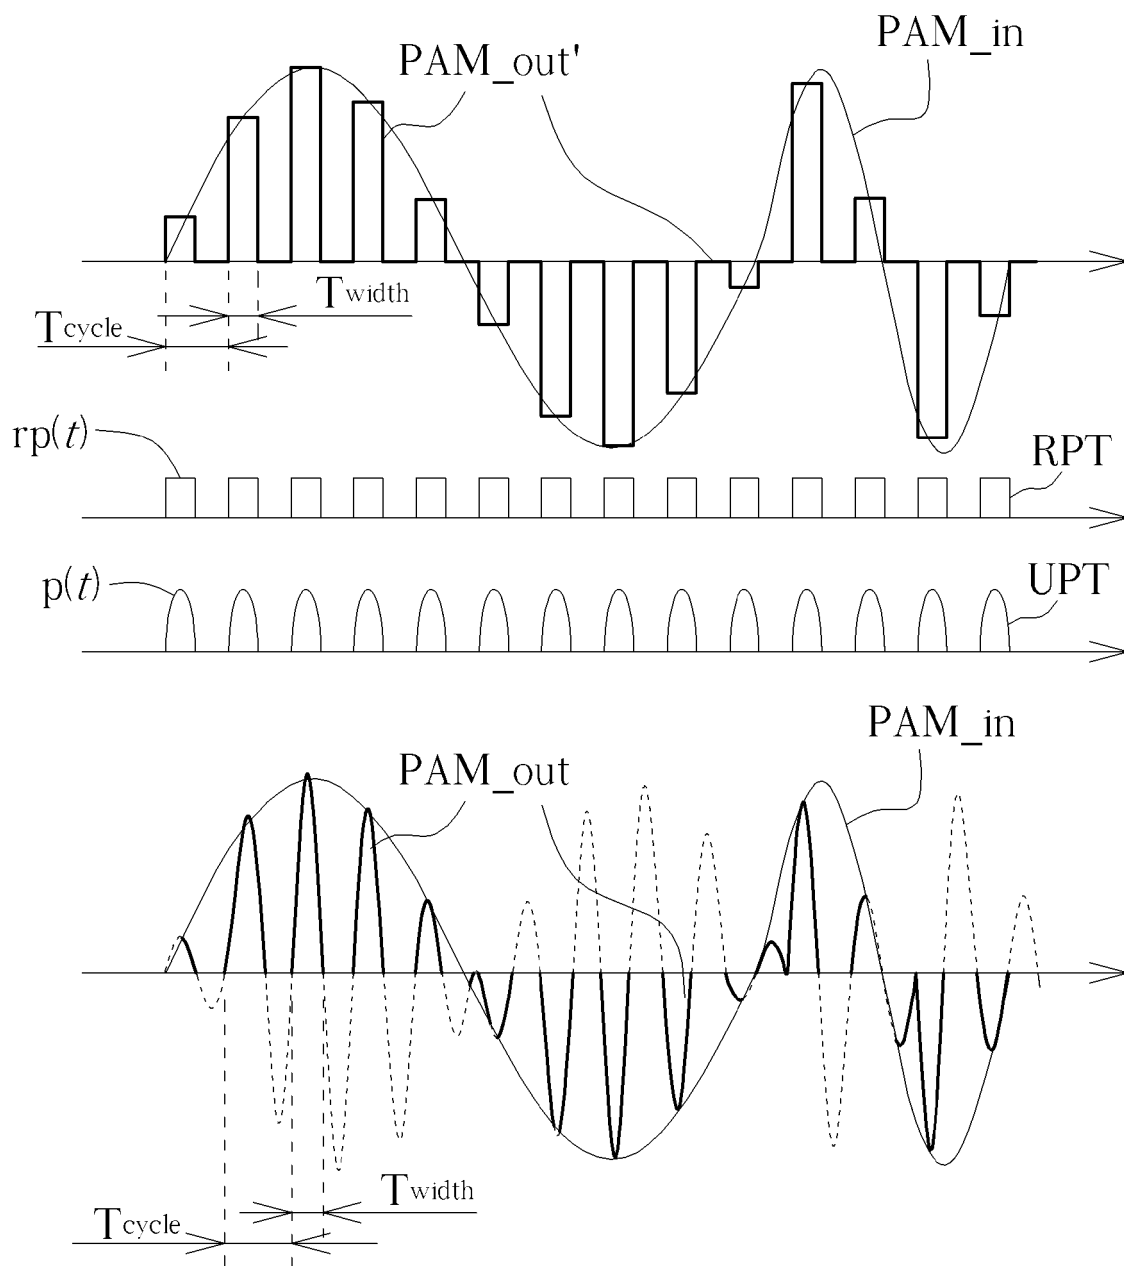 PAM_out'
PAM_in
Twidth
Tcycle
rp(t)
RPT
p(t)
UPT
PAM_in
PAM_out
Twidth
Tcycle